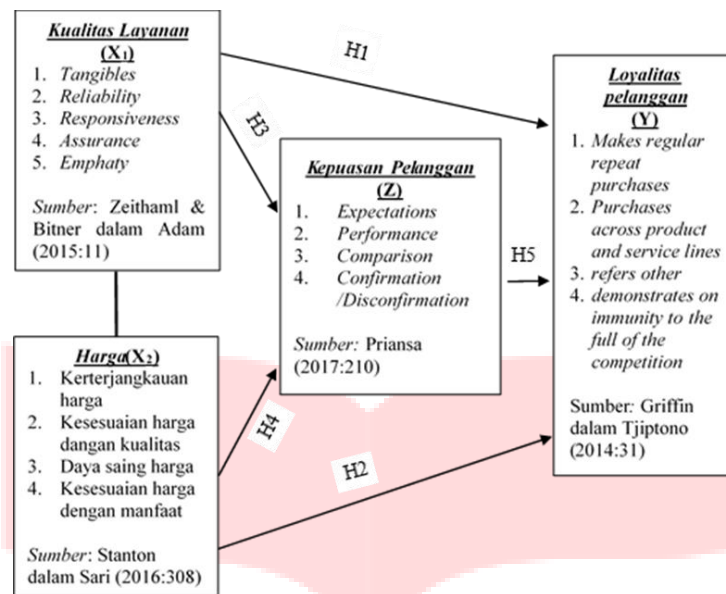 Kualitas Layanan
(X1)
1. Tangibles
2. Reliability
3. Responsiveness
4. Assurance
5. Emphaty
Sumber: Zeithaml &
Bitner dalam Adam
(2015:11)
Harga(X2)
1. Kerterjangkauan
harga
2. Kesesuaian harga
dangan kualitas
3. Daya saing harga
4. Kesesuaian harga
dengan manfaat
Sumber: Stanton
dalam Sari (2016:308)
H1
H3
Kepuasan Pelanggan
(Z)
1. Expectations
2. Performance
3. Comparison
4. Confirmation
/Disconfirmation
Sumber: Priansa
(2017:210)
H4
H2
H5
Loyalitas
pelanggan
(Y)
1. Makes regular
repeat
purchases
2. Purchases
across product
and service lines
3. refers other
4. demonstrates on
immunity to the
full of the
competition
Sumber: Griffin
dalam Tjiptono
(2014:31)